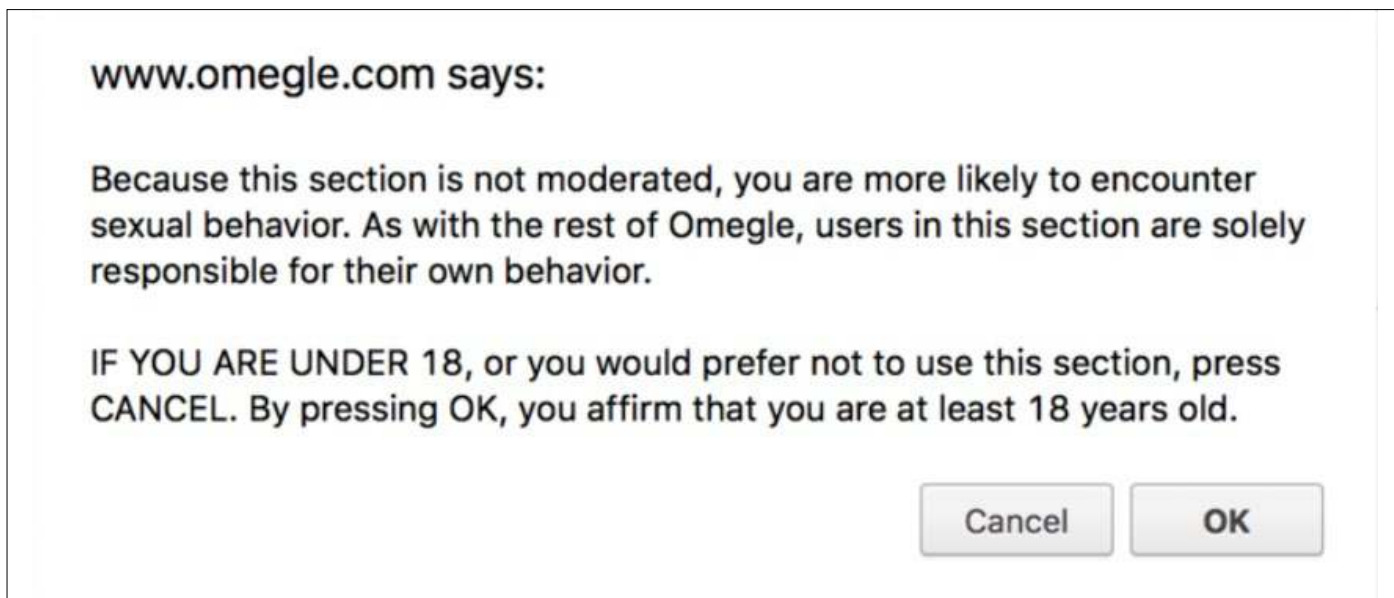 www.omegle.com says:
Because this section is not moderated, you are more likely to encounter
sexual behavior. As with the rest of Omegle, users in this section are solely
responsible for their own behavior.
IF YOU ARE UNDER 18, or you would prefer not to use this section, press
CANCEL. By pressing OK, you affirm that you are at least 18 years old.
Cancel OK